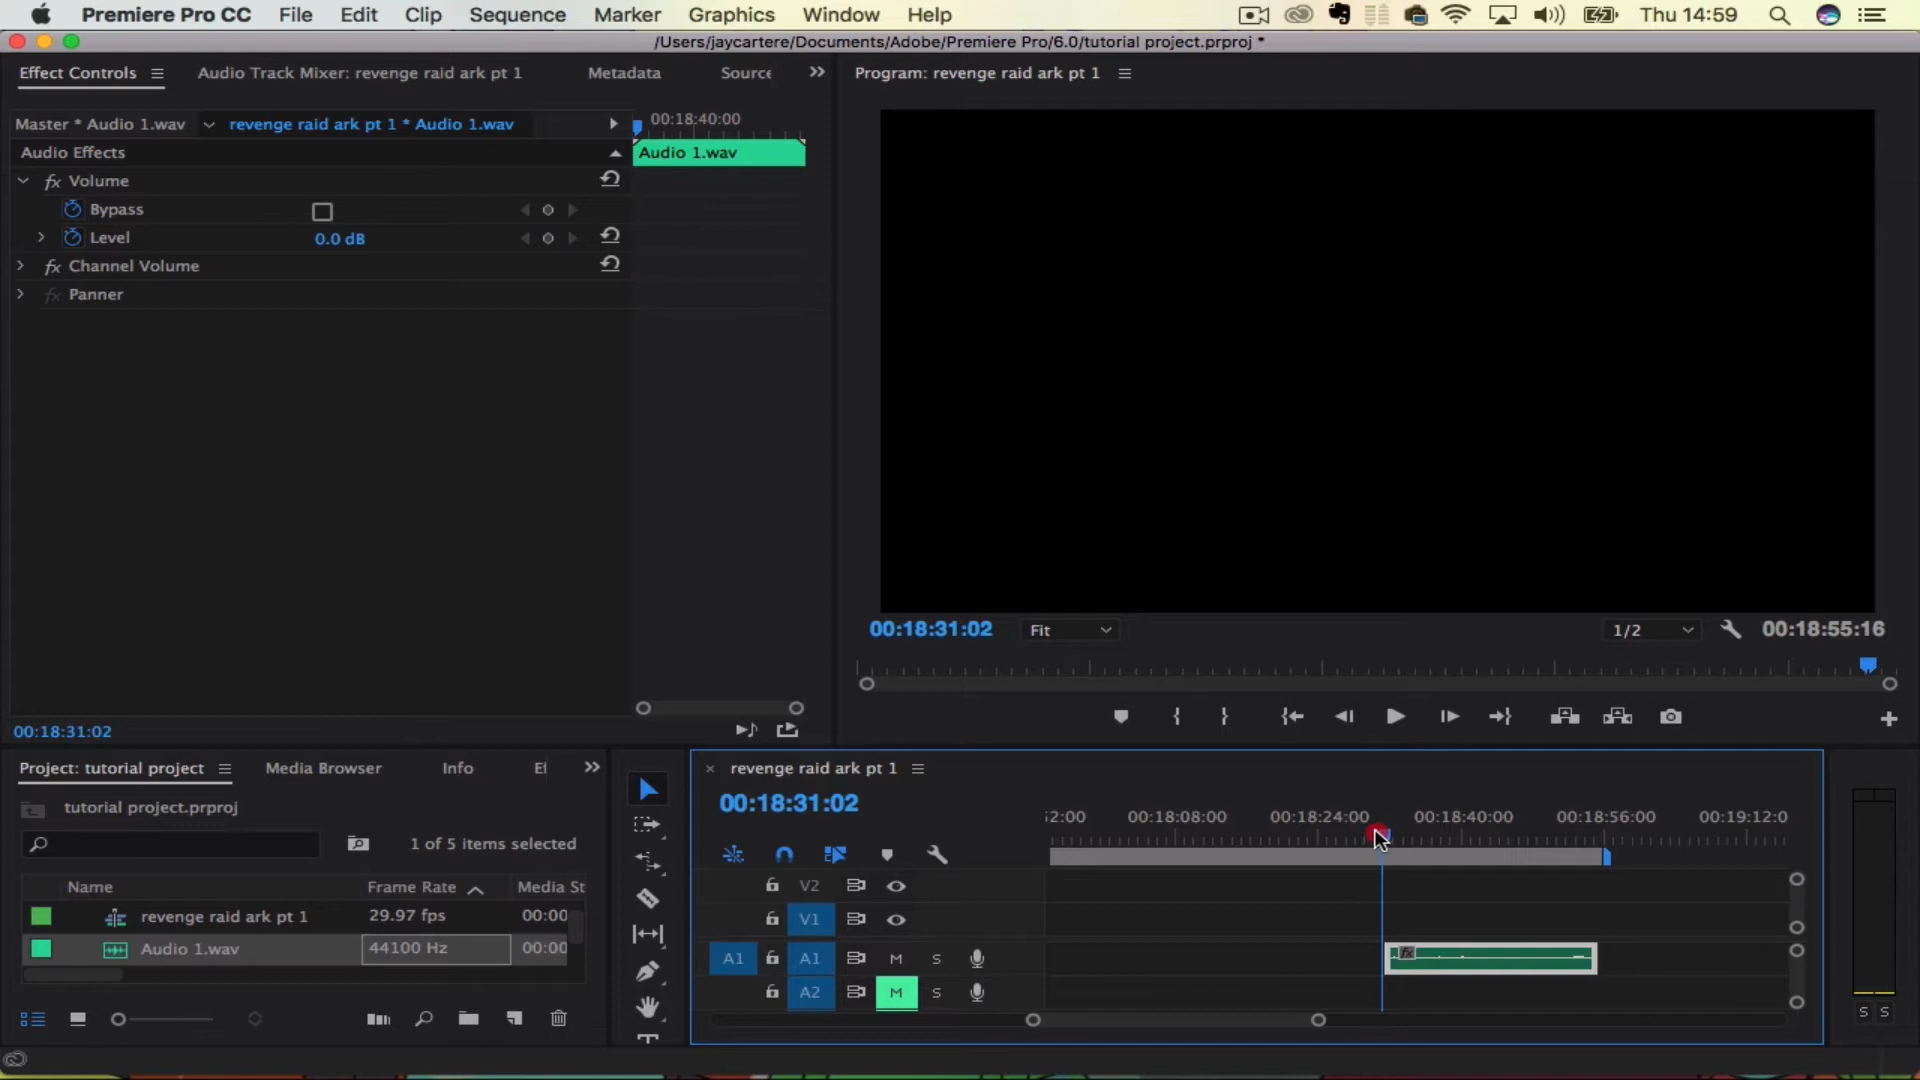 Premiere Pro CC File Edit Clip Sequence Marker Graphics Window Help Thu 14:59
/Users/jaycartere/Documents/Adobe/Premiere Pro/6.0/tutorial project.prproj *
Effect Controls Audio Track Mixer: revenge raid ark pt 1 Metadata Source
Program: revenge raid ark pt 1
Master * Audio 1.wav revenge raid ark pt 1 * Audio 1.wav
00:18:40:00
Audio Effects
Audio 1.wav
fx Volume
Bypass
Level 0.0 dB
fx Channel Volume
fx Panner
00:18:31:02
00:18:31:02 Fit 1/2 00:18:55:16
Project: tutorial project Media Browser Info
tutorial project.prproj
1 of 5 items selected
Name Frame Rate Media St
revenge raid ark pt 1 29.97 fps 00:00
Audio 1.wav 44100 Hz 00:00
revenge raid ark pt 1
00:18:31:02
52:00 00:18:08:00 00:18:24:00 00:18:40:00 00:18:56:00 00:19:12:0
V2
V1
A1 A1 M S fx
A2 M S
S S